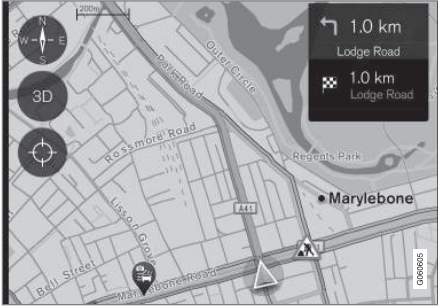 200m
N
W
E
S
3D
1.0 km
Lodge Road
1.0 km
Lodge Road
Outer Circle
Park Road
Rossmore Road
Regents Park
Marylebone
A41
Lisson Grove
Bell Street
Marylebone Road
G060605